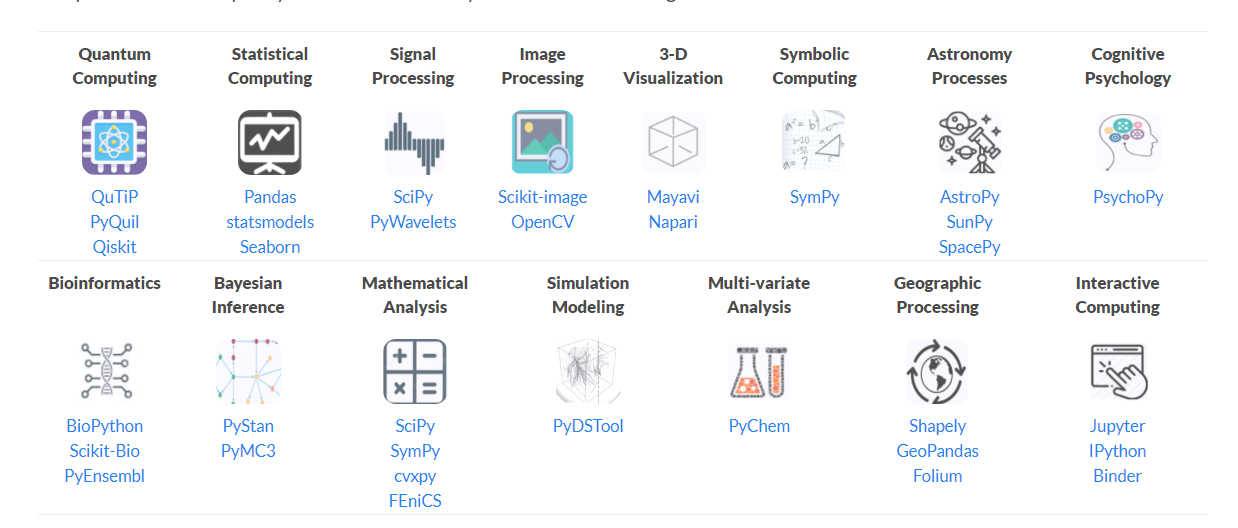 Quantum
Computing
Statistical
Computing
Signal
Processing
Image
Processing
3-D
Visualization
Symbolic
Computing
Astronomy
Processes
Cognitive
Psychology
QuTiP
PyQuil
Qiskit
Pandas
statsmodels
Seaborn
SciPy
PyWavelets
Scikit-image
OpenCV
Mayavi
Napari
SymPy
AstroPy
SunPy
SpacePy
PsychoPy
Bioinformatics
Bayesian
Inference
Mathematical
Analysis
Simulation
Modeling
Multi-variate
Analysis
Geographic
Processing
Interactive
Computing
BioPython
Scikit-Bio
PyEnsembl
PyStan
PyMC3
SciPy
SymPy
cvxpy
FEniCS
PyDSTool
PyChem
Shapely
GeoPandas
Folium
Jupyter
IPython
Binder